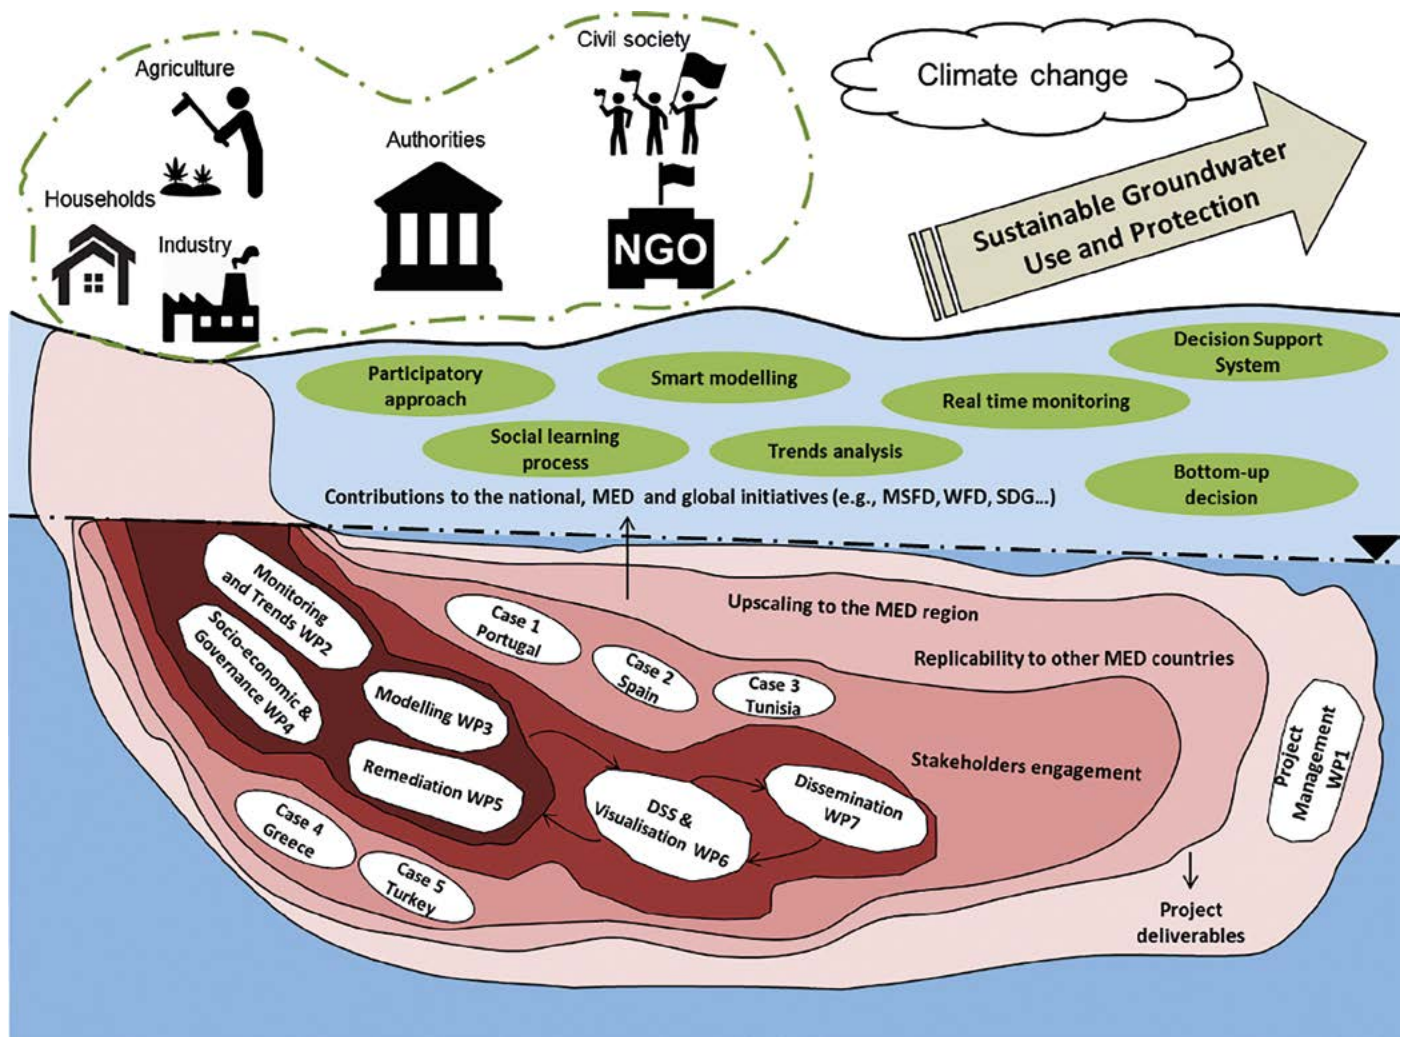 Civil society
Agriculture
Climate change
Authorities
Households
Industry
NGO
Sustainable Groundwater
Use and Protection
Decision Support
System
Participatory
approach
Smart modelling
Real time monitoring
Social learning
process
Trends analysis
Bottom-up
decision
Contributions to the national, MED and global initiatives (e.g., MSFD, WFD, SDG...)
Monitoring
and Trends WP2
Socio-economic &
Governance WP4
Modelling WP3
Remediation WP5
Case 1
Portugal
Case 2
Spain
Case 3
Tunisia
Upscaling to the MED region
Replicability to other MED countries
Stakeholders engagement
Project
Management
WP1
DSS &
Visualisation WP6
Dissemination
WP7
Case 4
Greece
Case 5
Turkey
Project
deliverables